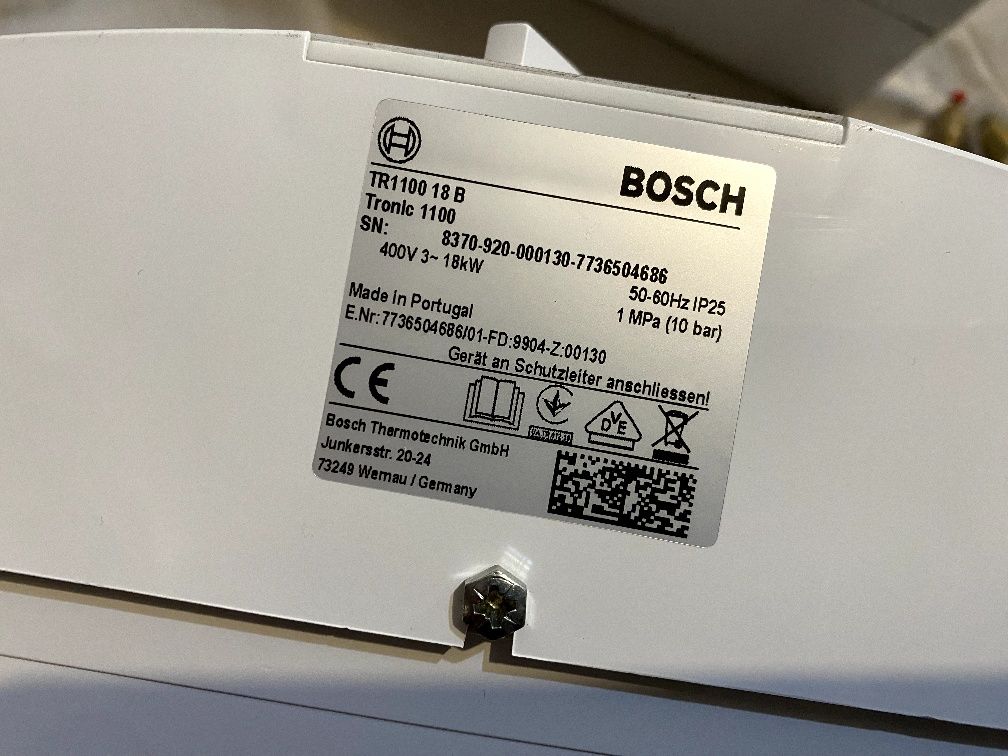 BOSCH
TR1100 18 B
Tronic 1100
SN: 8370-920-000130-7736504686
400V 3~ 18kW 50-60Hz IP25
1 MPa (10 bar)
Made in Portugal
E.Nr:7736504686/01-FD:9904-Z:00130
Gerät an Schutzleiter anschliessen!
CE
DVE
Bosch Thermotechnik GmbH
Junkersstr. 20-24
73249 Wernau / Germany